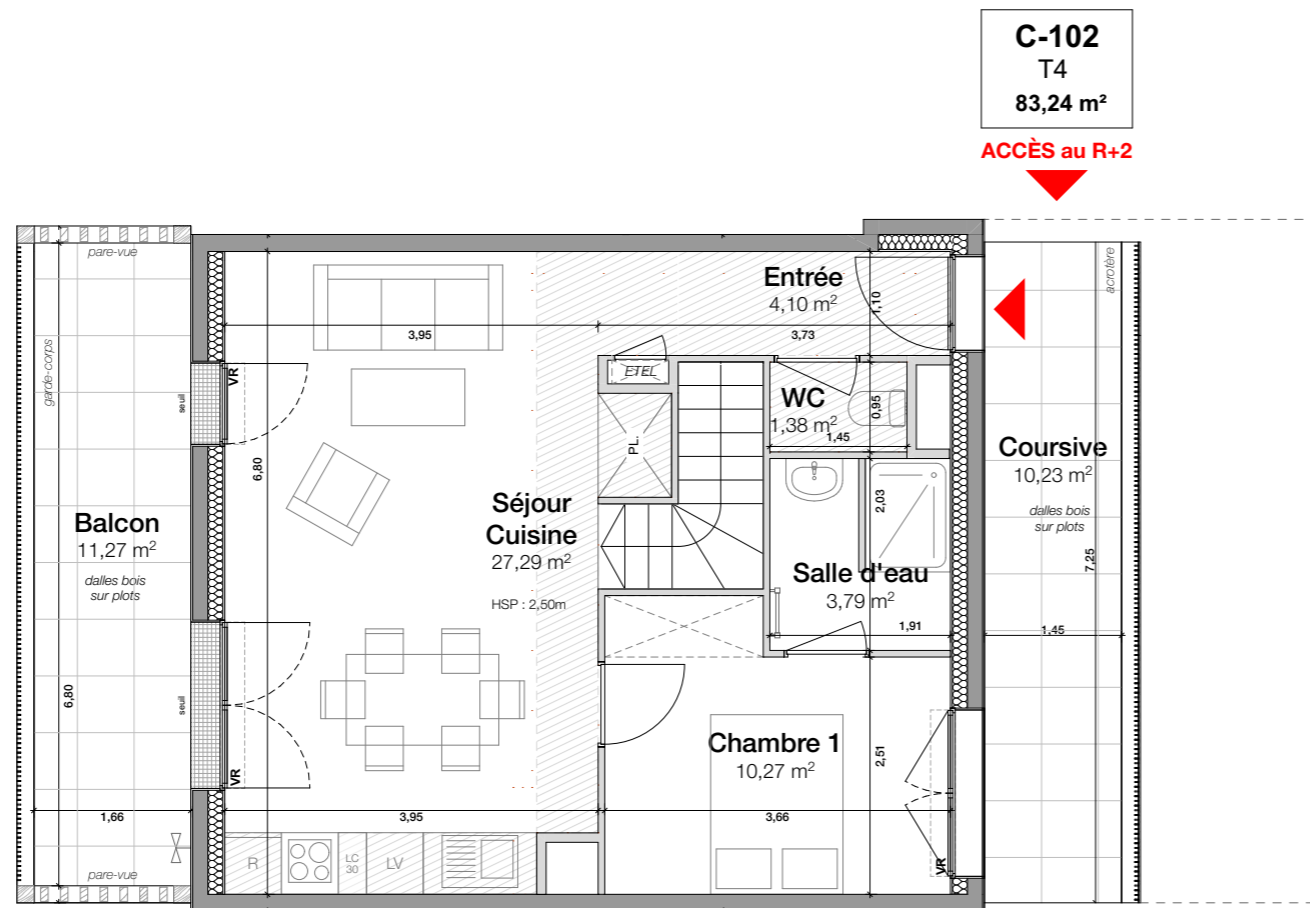 C-102
T4
83,24 m²
ACCÈS au R+2
pare-vue
garde-corps
VR
seuil
6,80
Balcon
11,27 m²
dalles bois
sur plots
6,80
seuil
VR
1,66
pare-vue
3,95
6,80
Séjour
Cuisine
27,29 m²
HSP : 2,50m
3,95
R
LC
30
LV
Entrée
4,10 m²
1,10
3,73
ETEL
PL.
WC
1,38 m²
0,95
1,45
2,03
Salle d'eau
3,79 m²
1,91
Chambre 1
10,27 m²
2,51
3,66
VR
acrotère
Coursive
10,23 m²
dalles bois
sur plots
7,25
1,45